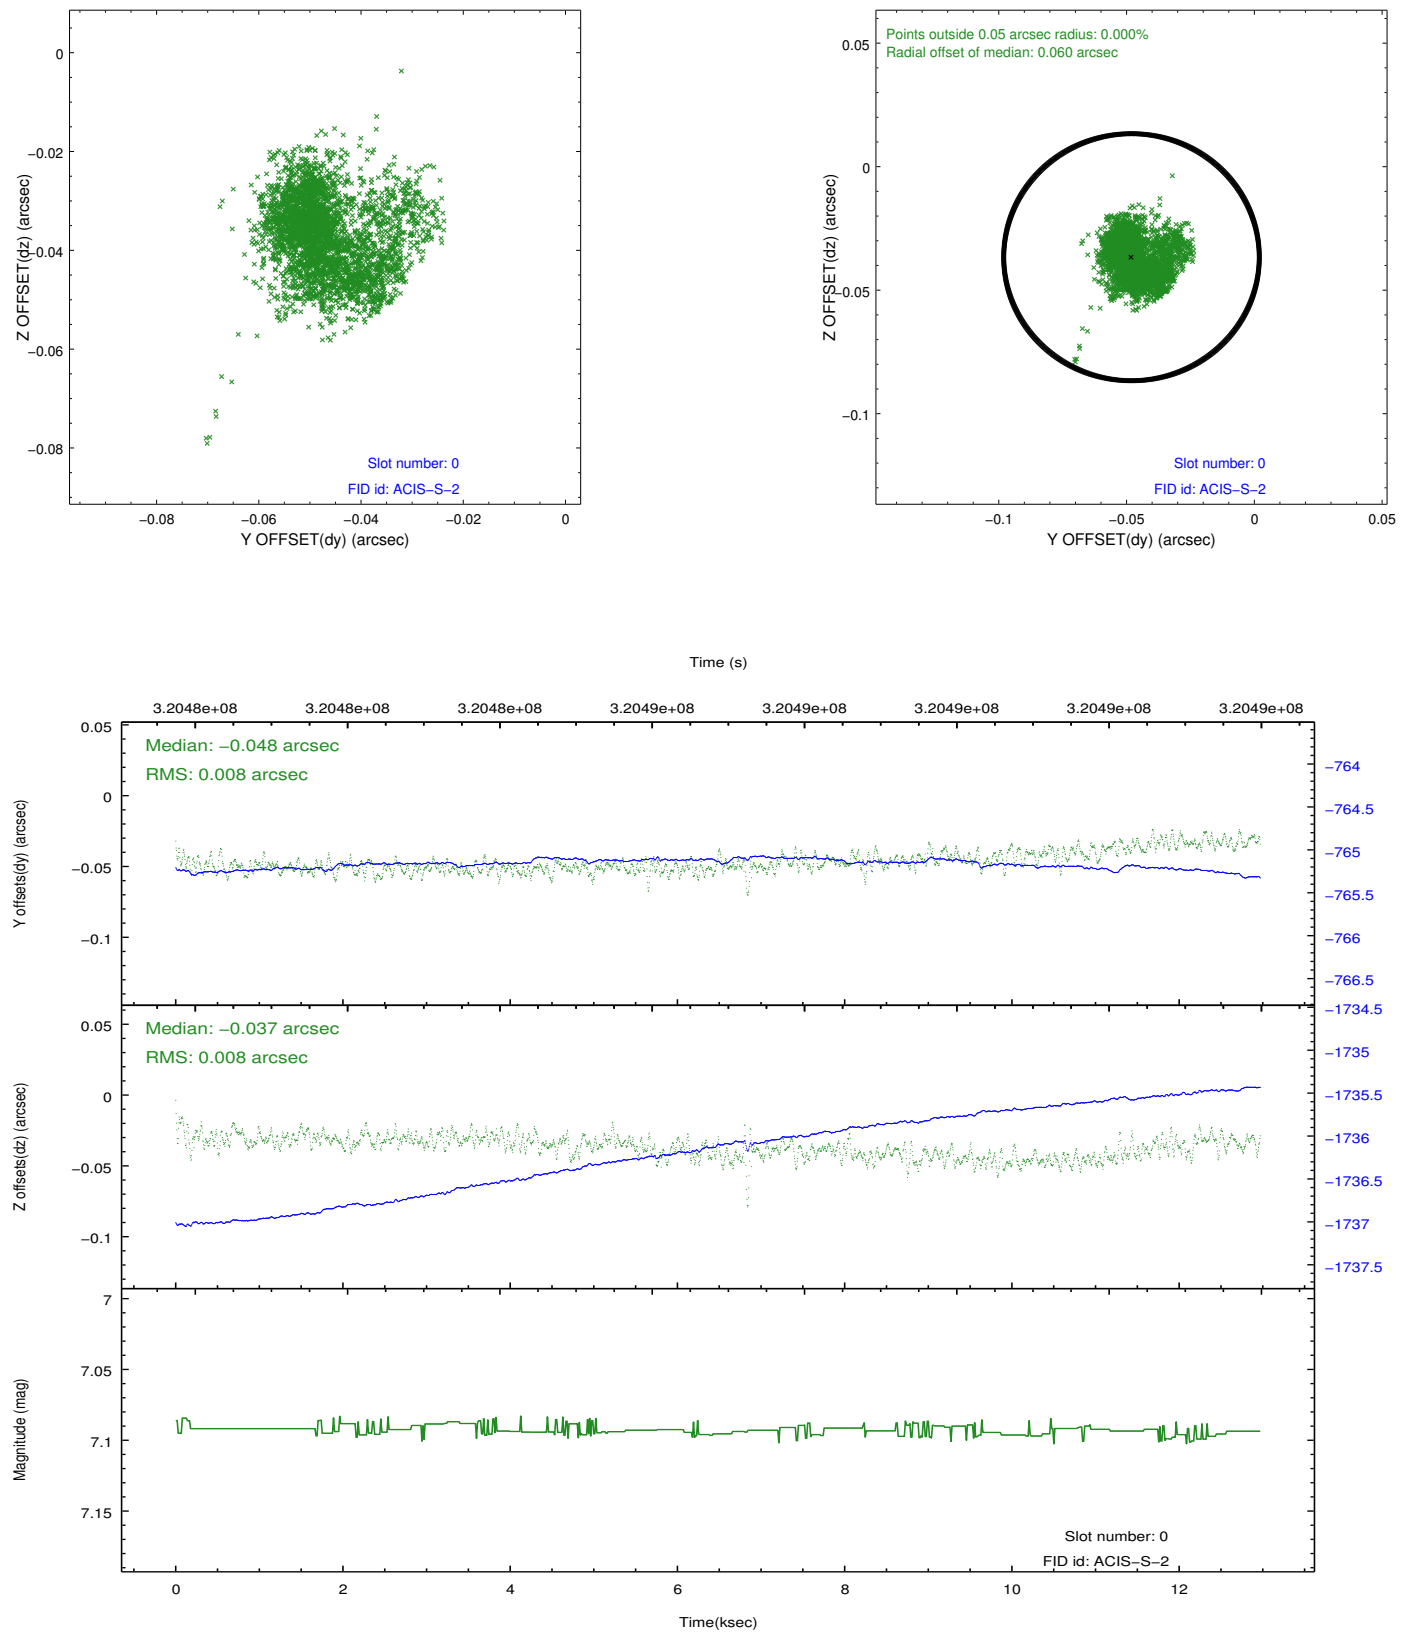 0
−0.02
−0.04
−0.06
−0.08
Z OFFSET(dz) (arcsec)
Slot number: 0
FID id: ACIS−S−2
−0.08
−0.06
−0.04
−0.02
0
Y OFFSET(dy) (arcsec)
Points outside 0.05 arcsec radius: 0.000%
Radial offset of median: 0.060 arcsec
0.05
0
−0.05
−0.1
Z OFFSET(dz) (arcsec)
Slot number: 0
FID id: ACIS−S−2
−0.1
−0.05
0
0.05
Y OFFSET(dy) (arcsec)
Time (s)
3.2048e+08
3.2048e+08
3.2048e+08
3.2049e+08
3.2049e+08
3.2049e+08
3.2049e+08
3.2049e+08
Median: −0.048 arcsec
RMS: 0.008 arcsec
0.05
0
−0.05
−0.1
Y offsets(dy) (arcsec)
−764
−764.5
−765
−765.5
−766
−766.5
Median: −0.037 arcsec
RMS: 0.008 arcsec
0.05
0
−0.05
−0.1
Z offsets(dz) (arcsec)
−1734.5
−1735
−1735.5
−1736
−1736.5
−1737
−1737.5
7
7.05
7.1
7.15
Magnitude (mag)
Slot number: 0
FID id: ACIS−S−2
0
2
4
6
8
10
12
Time(ksec)